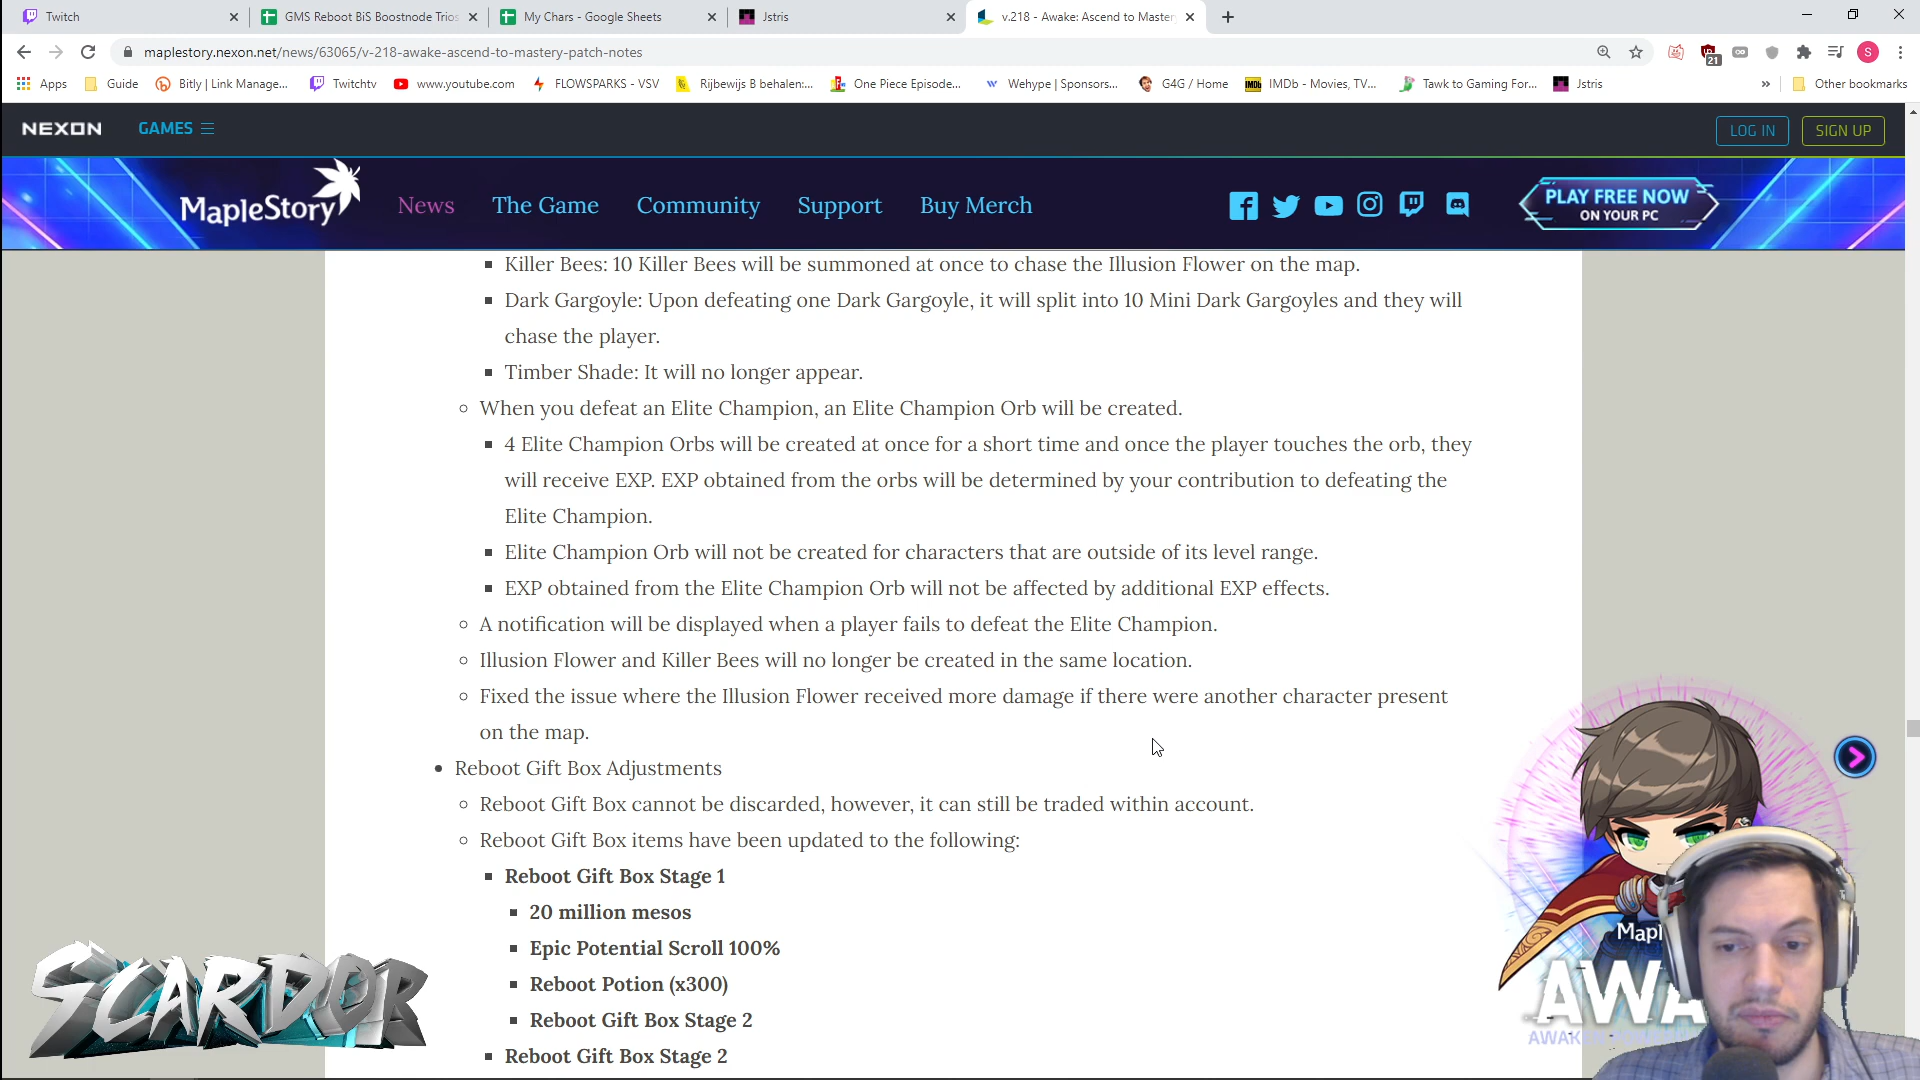 Twitch
GMS Reboot BiS Boostnode Trios
My Chars - Google Sheets
Jstris
v.218 - Awake: Ascend to Master
maplestory.nexon.net/news/63065/v-218-awake-ascend-to-mastery-patch-notes
21
S
Apps
Guide
Bitly | Link Manage...
Twitchtv
www.youtube.com
FLOWSPARKS - VSV
Rijbewijs B behalen:...
One Piece Episode...
Wehype | Sponsors...
G4G / Home
IMDb
IMDb - Movies, TV...
Tawk to Gaming For...
Jstris
»
Other bookmarks
NEXON
GAMES
LOG IN
SIGN UP
MapleStory
News
The Game
Community
Support
Buy Merch
PLAY FREE NOW
ON YOUR PC
Killer Bees: 10 Killer Bees will be summoned at once to chase the Illusion Flower on the map.
Dark Gargoyle: Upon defeating one Dark Gargoyle, it will split into 10 Mini Dark Gargoyles and they will
chase the player.
Timber Shade: It will no longer appear.
When you defeat an Elite Champion, an Elite Champion Orb will be created.
4 Elite Champion Orbs will be created at once for a short time and once the player touches the orb, they
will receive EXP. EXP obtained from the orbs will be determined by your contribution to defeating the
Elite Champion.
Elite Champion Orb will not be created for characters that are outside of its level range.
EXP obtained from the Elite Champion Orb will not be affected by additional EXP effects.
A notification will be displayed when a player fails to defeat the Elite Champion.
Illusion Flower and Killer Bees will no longer be created in the same location.
Fixed the issue where the Illusion Flower received more damage if there were another character present
on the map.
Reboot Gift Box Adjustments
Reboot Gift Box cannot be discarded, however, it can still be traded within account.
Reboot Gift Box items have been updated to the following:
Reboot Gift Box Stage 1
20 million mesos
Epic Potential Scroll 100%
Reboot Potion (x300)
Reboot Gift Box Stage 2
Reboot Gift Box Stage 2
SCARDOR
Mapl
AWA